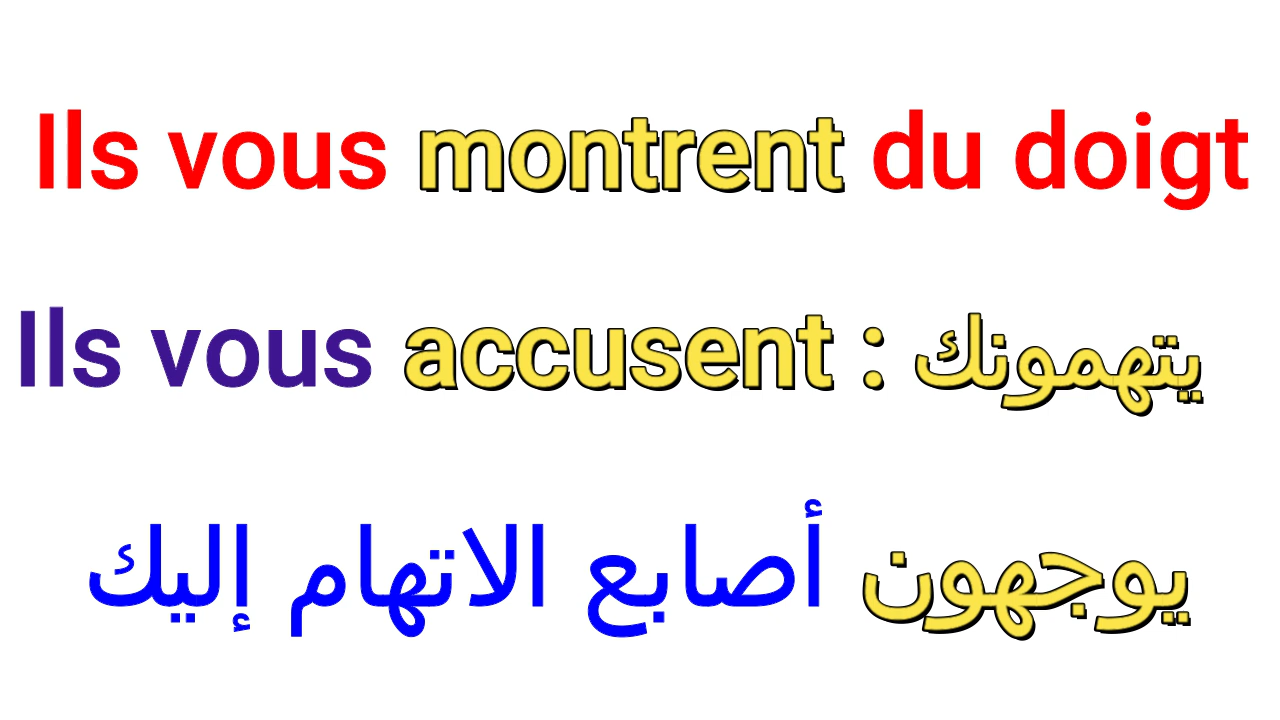 Ils vous montrent du doigt
Ils vous accusent : يتهمونك
يوجهون أصابع الاتهام إليك